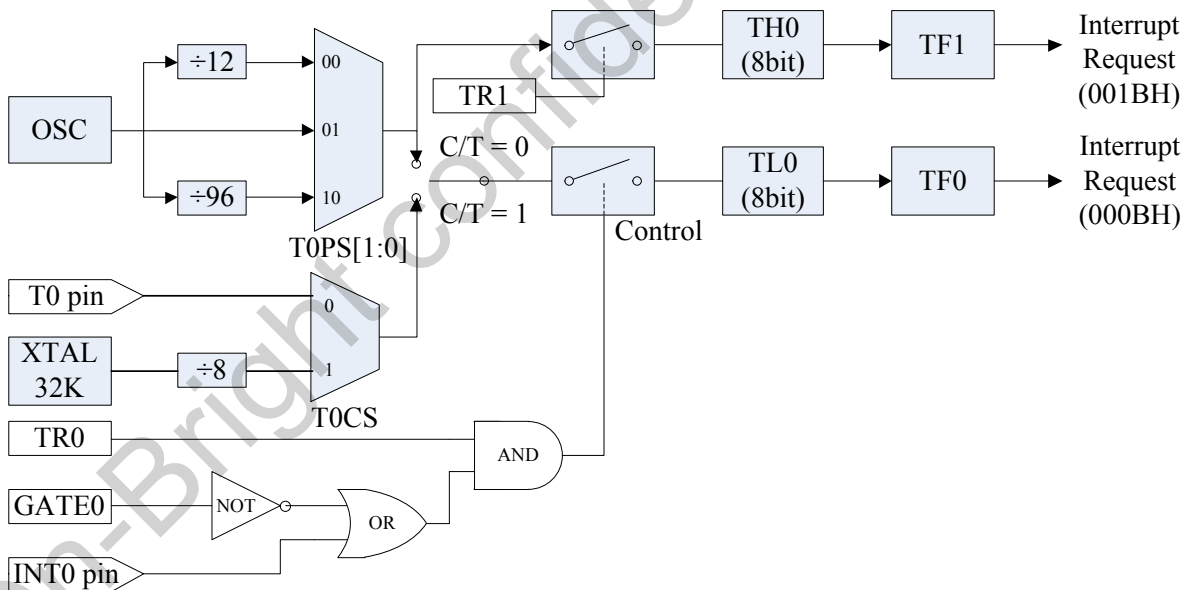 ÷12
OSC
÷96
00
01
10
T0PS[1:0]
TR1
C/T = 0
C/T = 1
TH0
(8bit)
TF1
Interrupt
Request
(001BH)
TL0
(8bit)
TF0
Interrupt
Request
(000BH)
Control
T0 pin
XTAL
32K
÷8
0
1
T0CS
TR0
GATE0
NOT
OR
AND
INT0 pin
-Bright confide